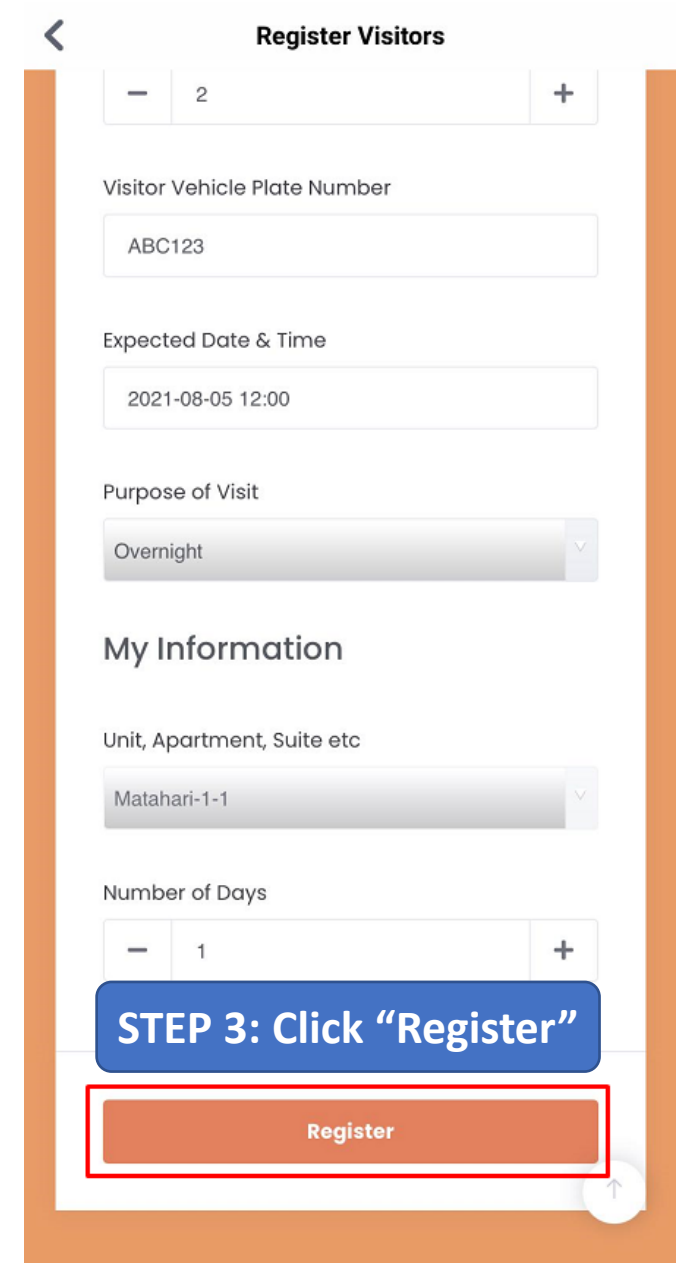 Register Visitors
2
Visitor Vehicle Plate Number
ABC123
Expected Date & Time
2021-08-05 12:00
Purpose of Visit
Overnight
My Information
Unit, Apartment, Suite etc
Matahari-1-1
Number of Days
1
STEP 3: Click “Register”
Register